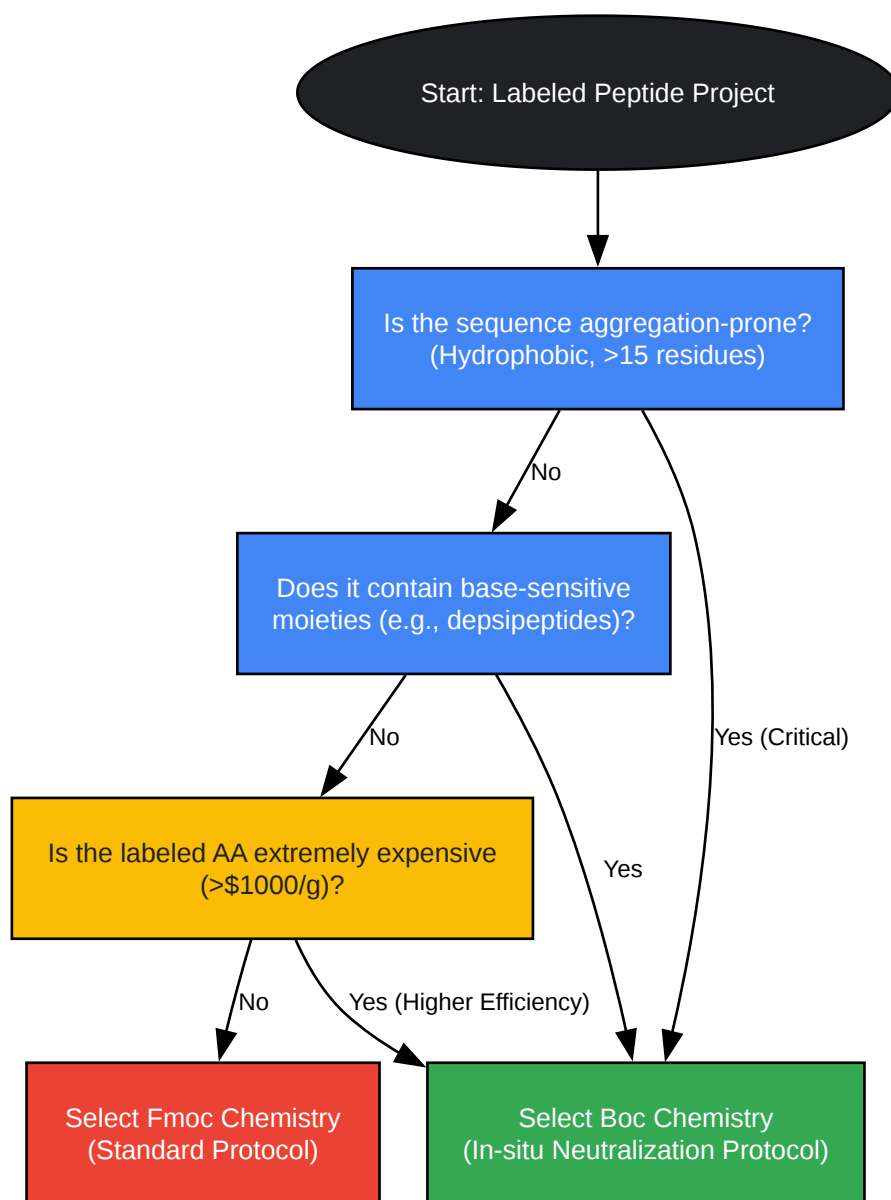 Start: Labeled Peptide Project
Is the sequence aggregation-prone?
(Hydrophobic, >15 residues)
No
Does it contain base-sensitive
moieties (e.g., depsipeptides)?
No
Yes (Critical)
Is the labeled AA extremely expensive
(>$1000/g)?
Yes
No
Yes (Higher Efficiency)
Select Fmoc Chemistry
(Standard Protocol)
Select Boc Chemistry
(In-situ Neutralization Protocol)